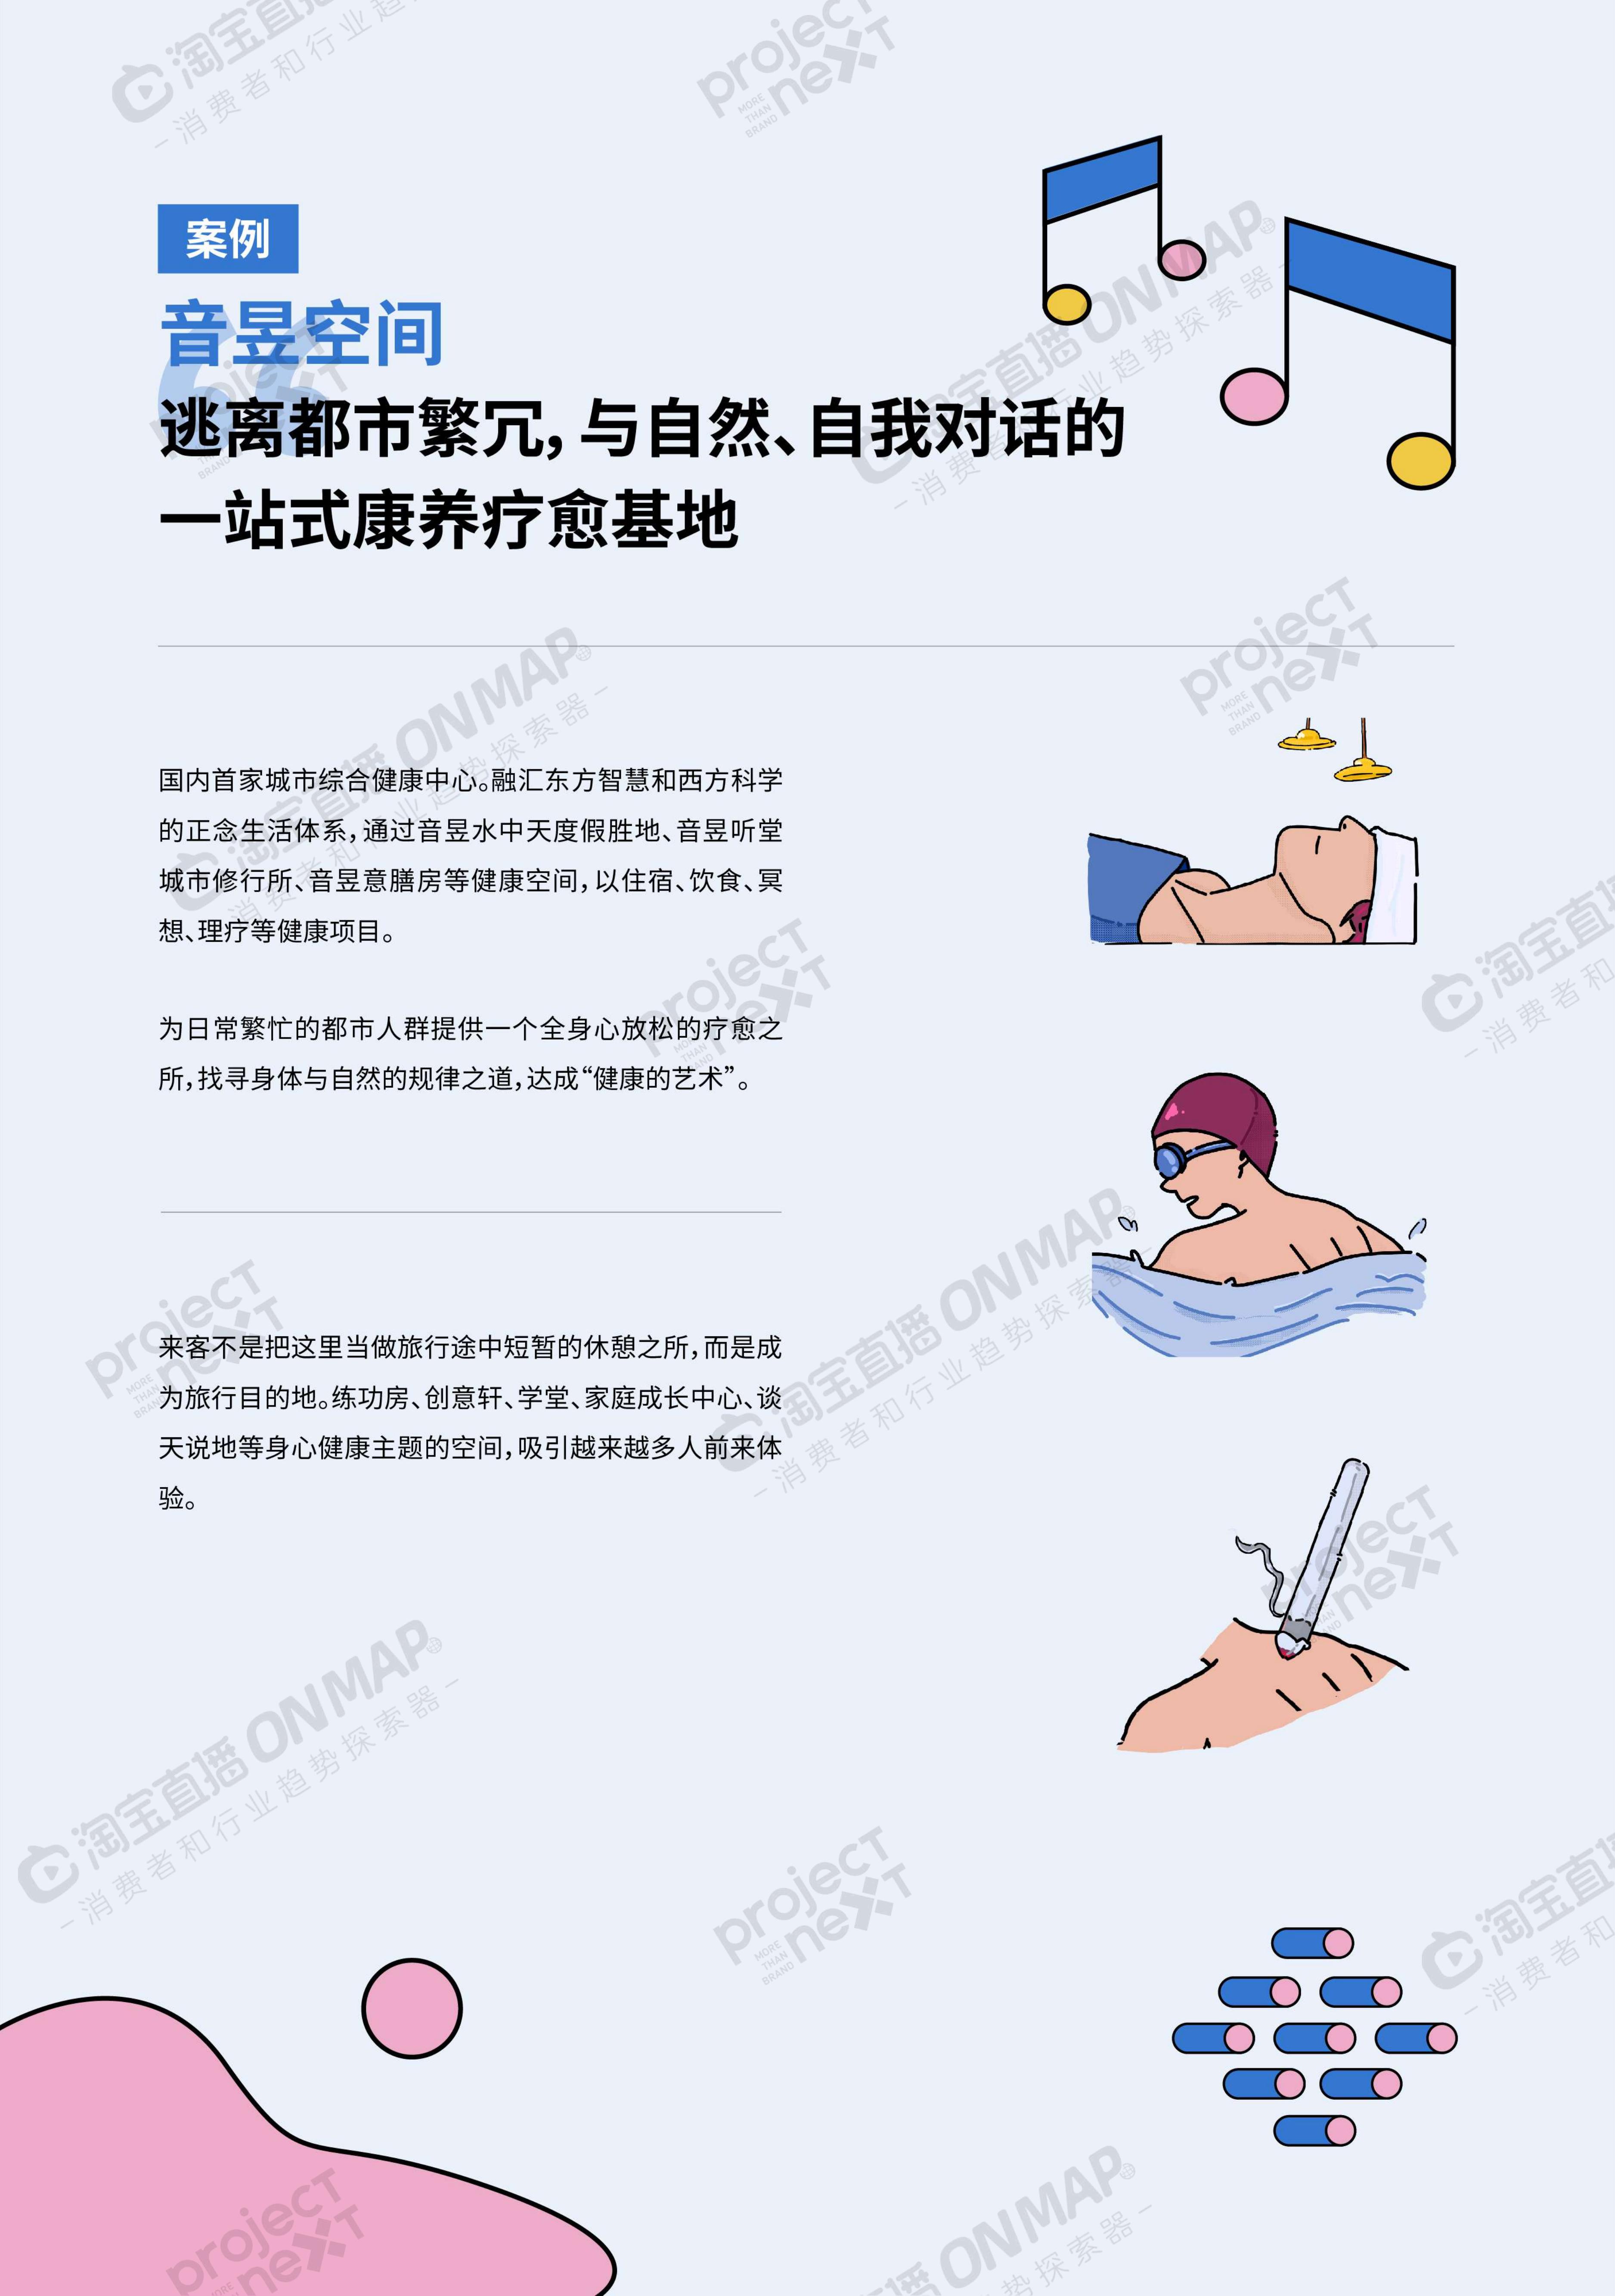 案例
音昱空间
逃离都市繁冗，与自然、自我对话的
一站式康养疗愈基地
国内首家城市综合健康中心。融汇东方智慧和西方科学
的正念生活体系，通过音昱水中天度假胜地、音昱听堂
城市修行所、音昱意膳房等健康空间，以住宿、饮食、冥
想、理疗等健康项目。
为日常繁忙的都市人群提供一个全身心放松的疗愈之
所，找寻身体与自然的规律之道，达成“健康的艺术”。
来客不是把这里当做旅行途中短暂的休憩之所，而是成
为旅行目的地。练功房、创意轩、学堂、家庭成长中心、谈
天说地等身心健康主题的空间，吸引越来越多人前来体
验。
淘宝直播 ON MAP
－消费者和行业趋势探索器－
projecT
neXT
MORE
THAN
BRAND